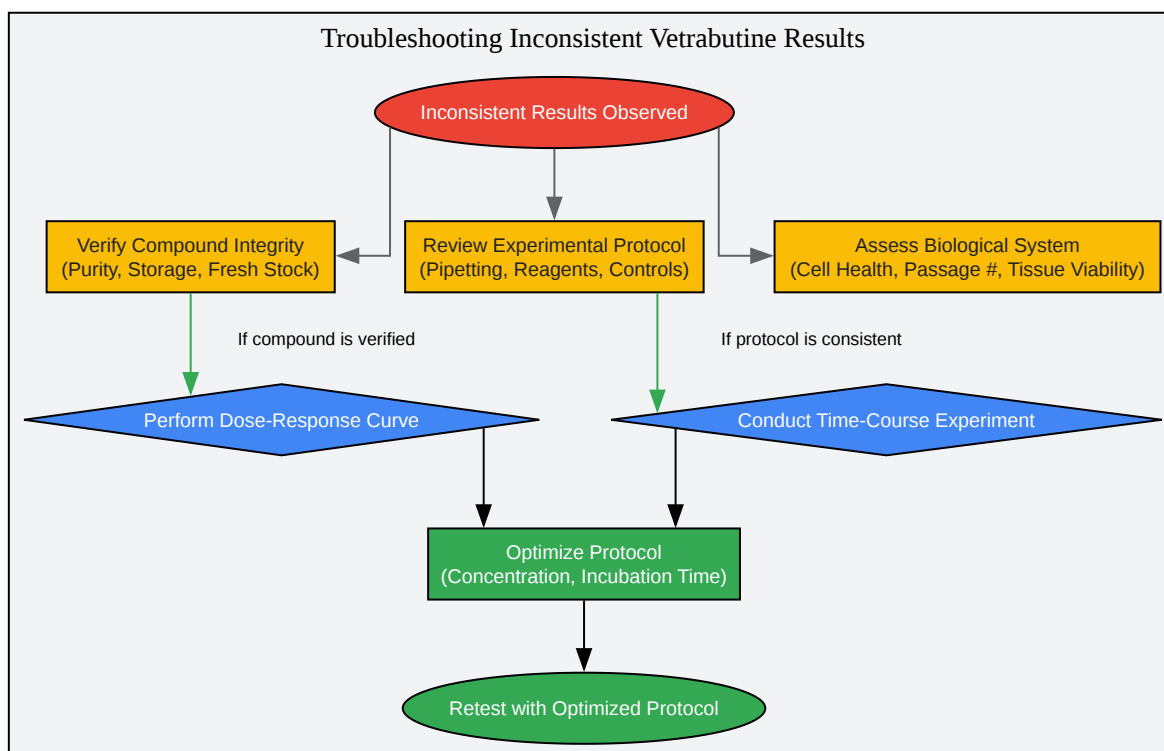 Troubleshooting Inconsistent Vetrabutine Results
Inconsistent Results Observed
Verify Compound Integrity
(Purity, Storage, Fresh Stock)
Review Experimental Protocol
(Pipetting, Reagents, Controls)
Assess Biological System
(Cell Health, Passage #, Tissue Viability)
If compound is verified
If protocol is consistent
Perform Dose-Response Curve
Conduct Time-Course Experiment
Optimize Protocol
(Concentration, Incubation Time)
Retest with Optimized Protocol